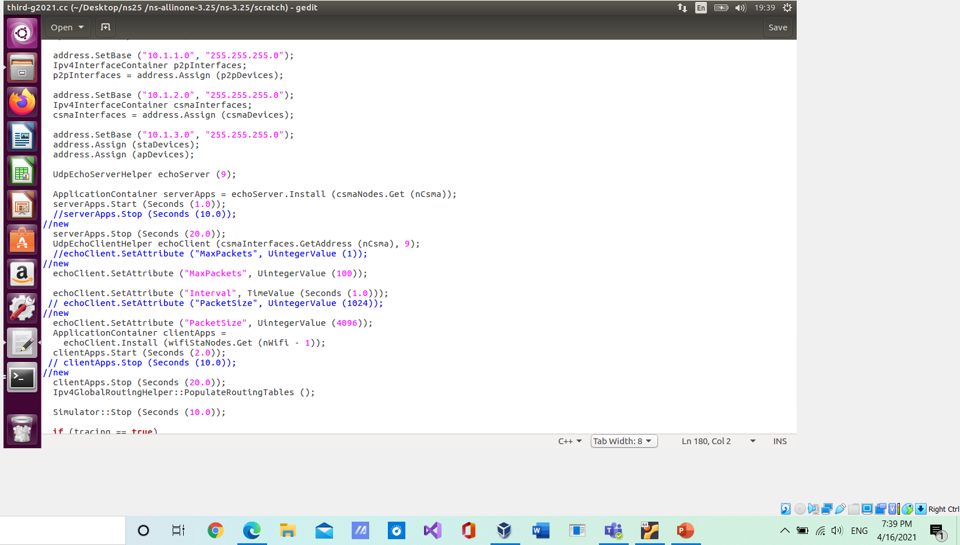 third-g2021.cc (~/Desktop/ns25 /ns-allinone-3.25/ns-3.25/scratch) - gedit
En
19:39
Open
Save
address.SetBase ("10.1.1.0", "255.255.255.0");
Ipv4InterfaceContainer p2pInterfaces;
p2pInterfaces = address.Assign (p2pDevices);
address.SetBase ("10.1.2.0", "255.255.255.0");
Ipv4InterfaceContainer csmaInterfaces;
csmaInterfaces = address.Assign (csmaDevices);
address.SetBase ("10.1.3.0", "255.255.255.0");
address.Assign (staDevices);
address.Assign (apDevices);
UdpEchoServerHelper echoServer (9);
ApplicationContainer serverApps = echoServer.Install (csmaNodes.Get (nCsma));
serverApps.Start (Seconds (1.0));
//serverApps.Stop (Seconds (10.0));
//new
serverApps.Stop (Seconds (20.0));
UdpEchoClientHelper echoClient (csmaInterfaces.GetAddress (nCsma), 9);
//echoClient.SetAttribute ("MaxPackets", UintegerValue (1));
//new
echoClient.SetAttribute ("MaxPackets", UintegerValue (100));
echoClient.SetAttribute ("Interval", TimeValue (Seconds (1.0)));
// echoClient.SetAttribute ("PacketSize", UintegerValue (1024));
//new
echoClient.SetAttribute ("PacketSize", UintegerValue (4096));
ApplicationContainer clientApps =
echoClient.Install (wifiStaNodes.Get (nWifi - 1));
clientApps.Start (Seconds (2.0));
// clientApps.Stop (Seconds (10.0));
//new
clientApps.Stop (Seconds (20.0));
Ipv4GlobalRoutingHelper::PopulateRoutingTables ();
Simulator::Stop (Seconds (10.0));
if (tracing == true)
C++
Tab Width: 8
Ln 180, Col 2
INS
Right Ctrl
ENG
7:39 PM
4/16/2021
1